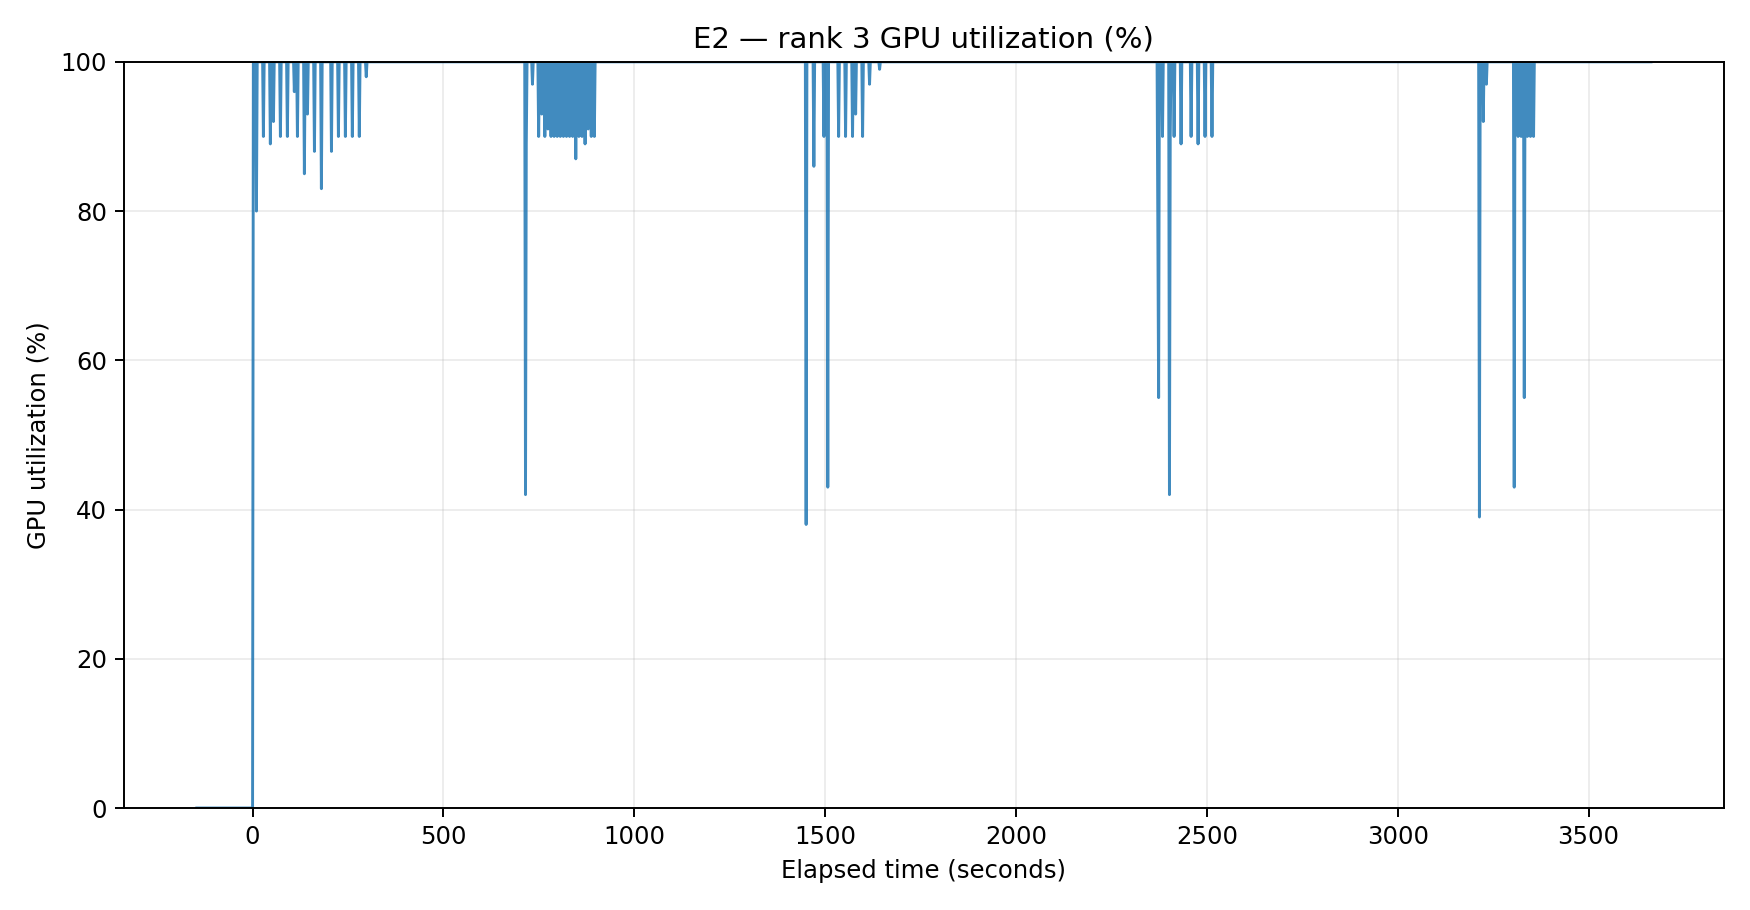 E2 — rank 3 GPU utilization (%)
GPU utilization (%)
100
80
60
40
20
0
0 500 1000 1500 2000 2500 3000 3500
Elapsed time (seconds)